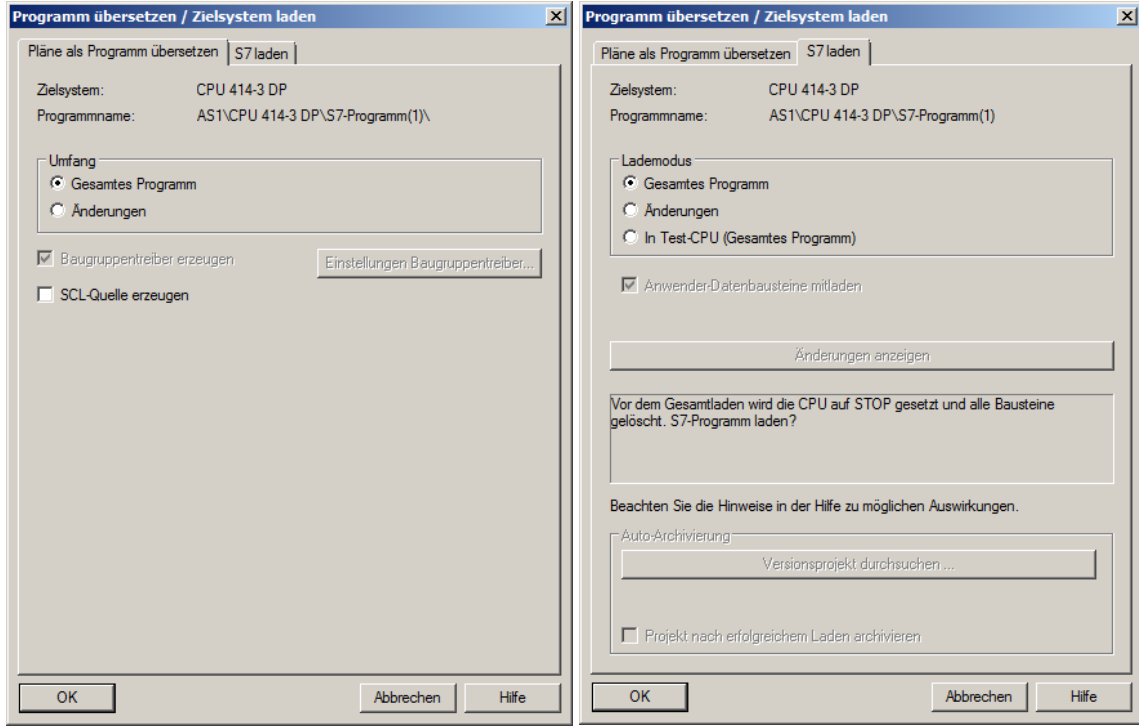 Programm übersetzen / Zielsystem laden
Pläne als Programm übersetzen
S7 laden
Zielsystem:
CPU 414-3 DP
Programmname:
AS1\CPU 414-3 DP\S7-Programm(1)\
Umfang
Gesamtes Programm
Änderungen
Baugruppentreiber erzeugen
Einstellungen Baugruppentreiber...
SCL-Quelle erzeugen
OK
Abbrechen
Hilfe
Programm übersetzen / Zielsystem laden
Pläne als Programm übersetzen
S7 laden
Zielsystem:
CPU 414-3 DP
Programmname:
AS1\CPU 414-3 DP\S7-Programm(1)
Lademodus
Gesamtes Programm
Änderungen
In Test-CPU (Gesamtes Programm)
Anwender-Datenbausteine mitladen
Änderungen anzeigen
Vor dem Gesamtladen wird die CPU auf STOP gesetzt und alle Bausteine
gelöscht. S7-Programm laden?
Beachten Sie die Hinweise in der Hilfe zu möglichen Auswirkungen.
Auto-Archivierung
Versionsprojekt durchsuchen ...
Projekt nach erfolgreichem Laden archivieren
OK
Abbrechen
Hilfe